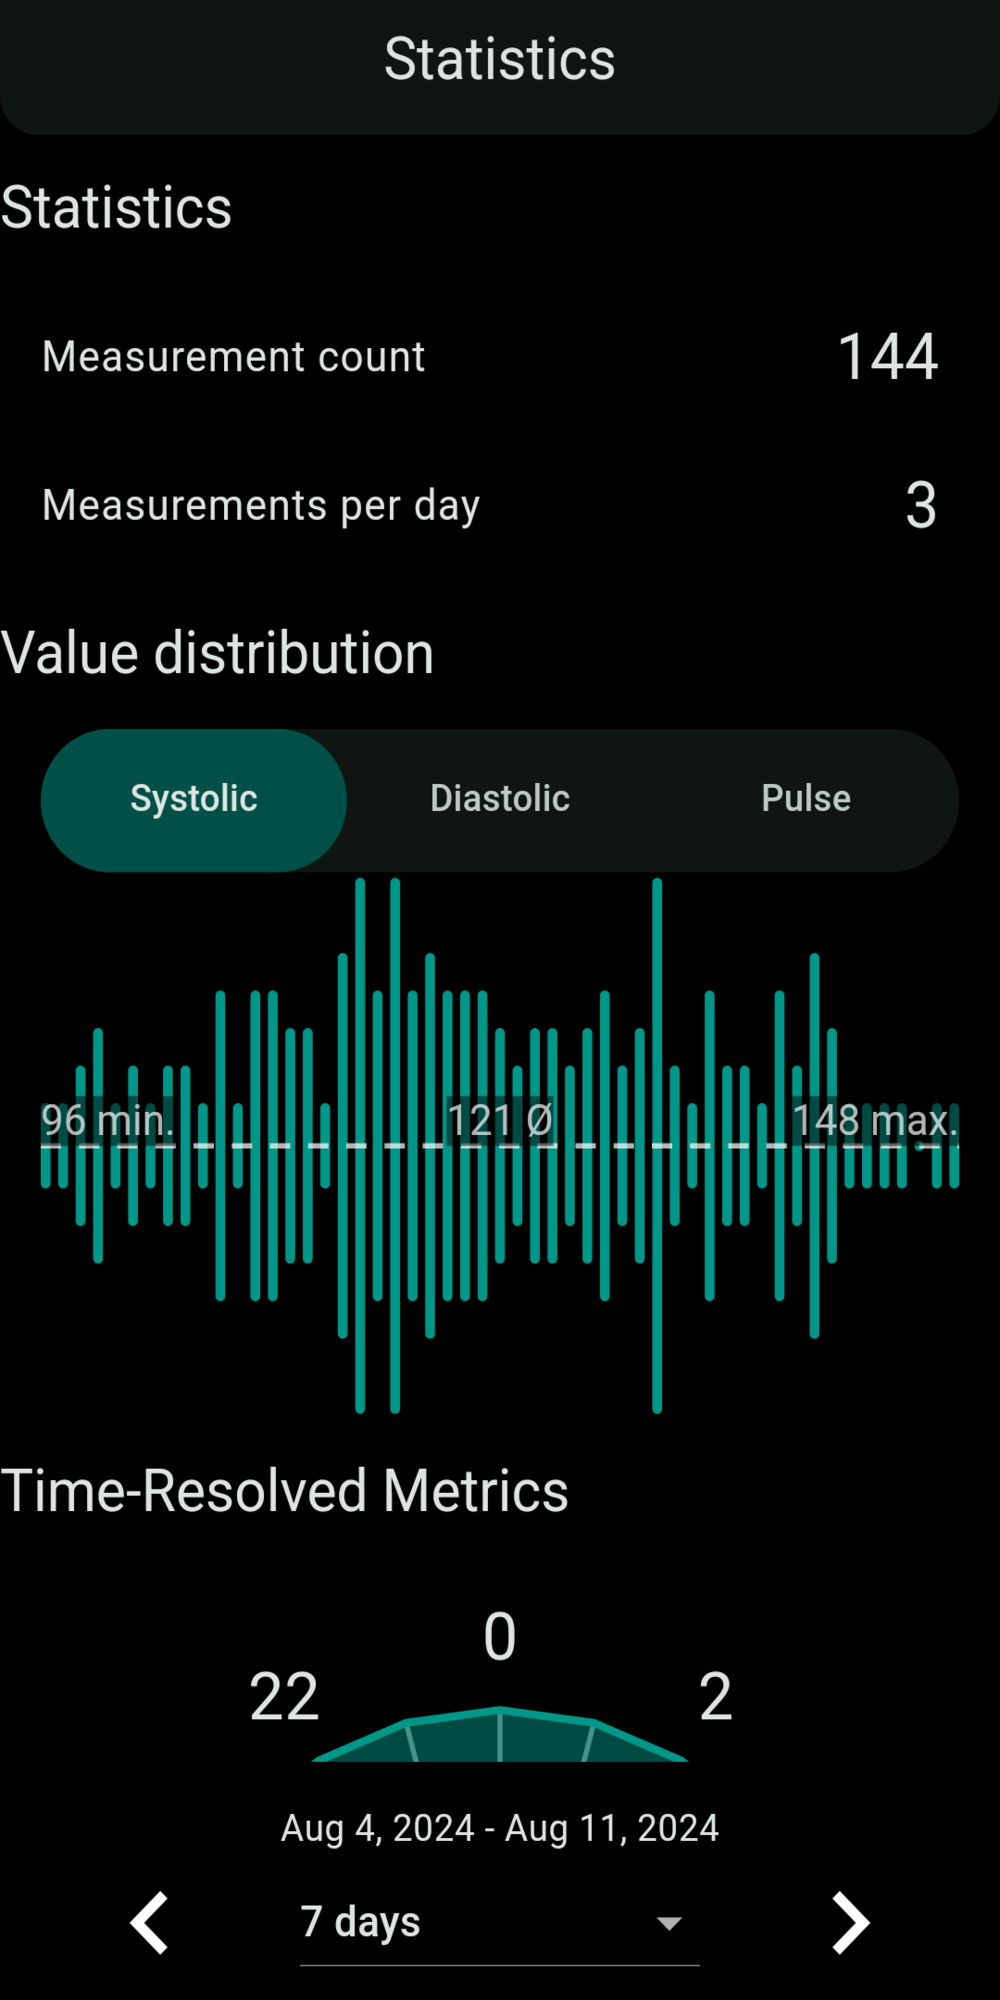 Statistics
Statistics
Measurement count 144
Measurements per day 3
Value distribution
Systolic Diastolic Pulse
96 min. 121 Ø 148 max.
Time-Resolved Metrics
0
22 2
Aug 4, 2024 - Aug 11, 2024
7 days